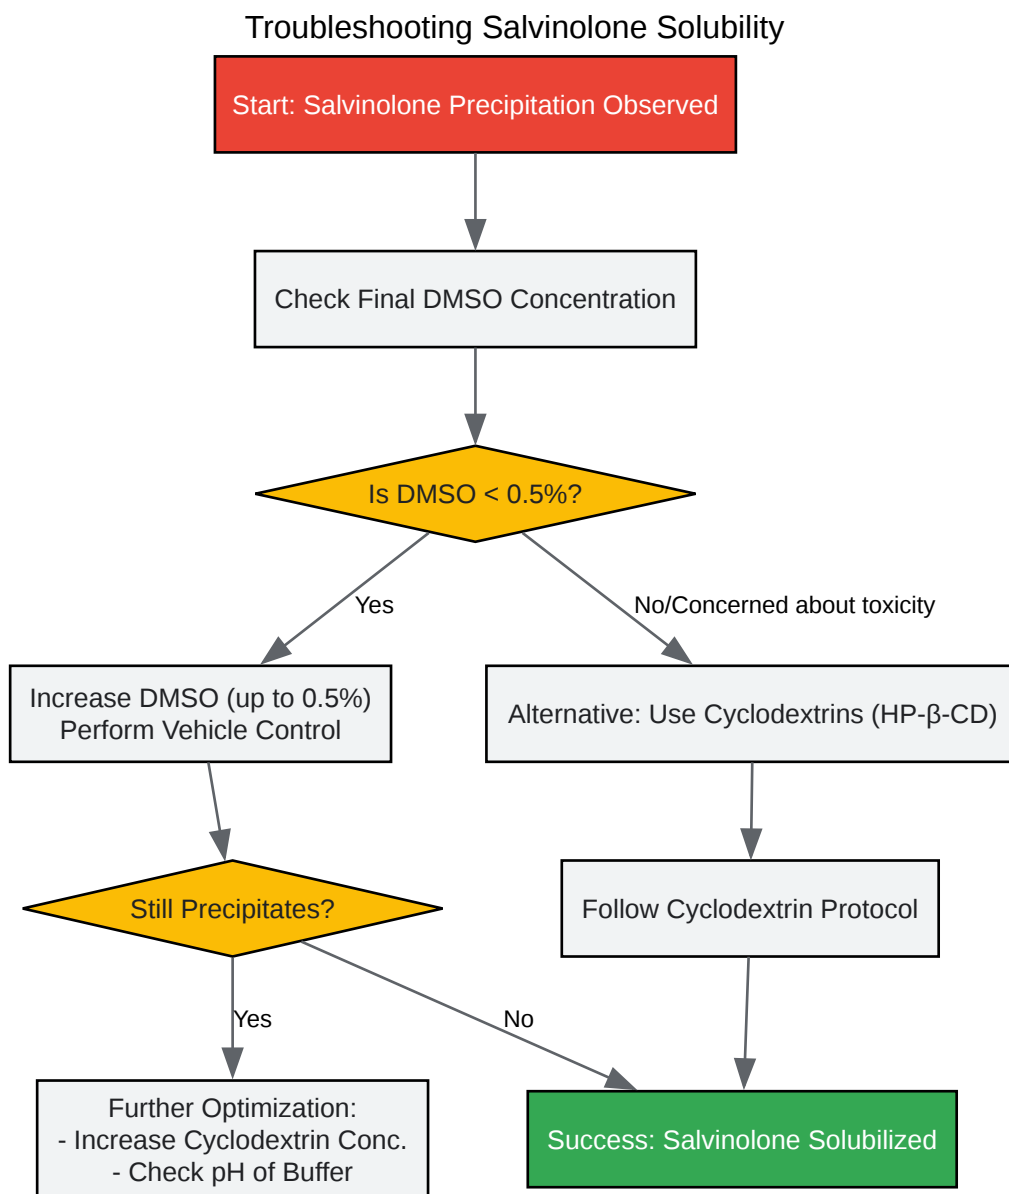 Troubleshooting Salvinolone Solubility
Start: Salvinolone Precipitation Observed
Check Final DMSO Concentration
Is DMSO < 0.5%?
Yes
No/Concerned about toxicity
Increase DMSO (up to 0.5%)
Perform Vehicle Control
Alternative: Use Cyclodextrins (HP-β-CD)
Still Precipitates?
Follow Cyclodextrin Protocol
Yes
No
Further Optimization:
- Increase Cyclodextrin Conc.
- Check pH of Buffer
Success: Salvinolone Solubilized